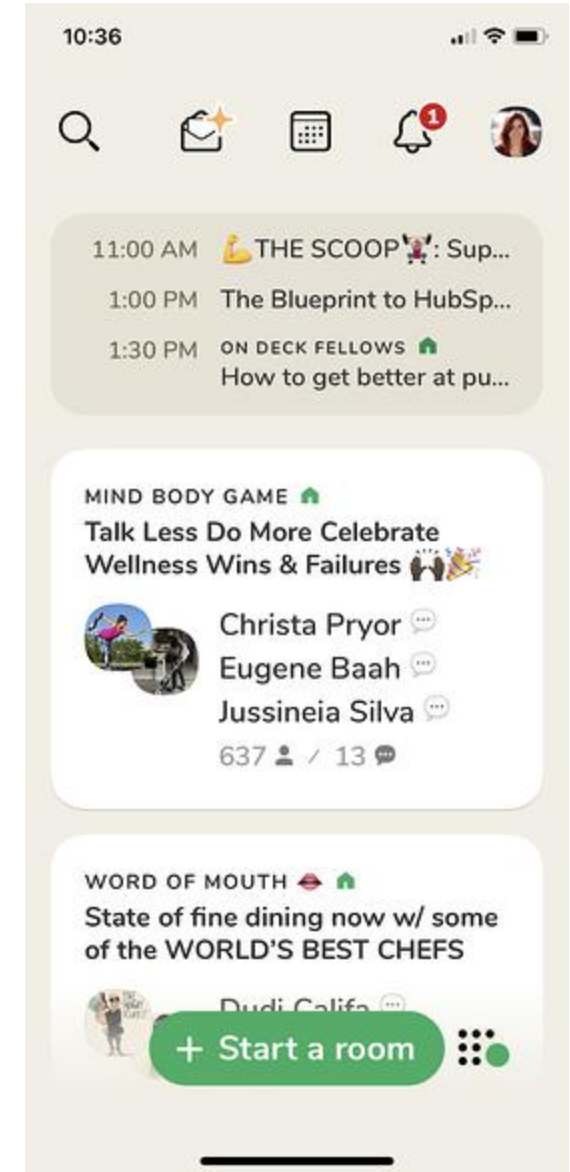 10:36
1
11:00 AM 💪THE SCOOP🏋️: Sup...
1:00 PM The Blueprint to HubSp...
1:30 PM ON DECK FELLOWS
How to get better at pu...
MIND BODY GAME
Talk Less Do More Celebrate
Wellness Wins & Failures 🙌🏿🎉
Christa Pryor
Eugene Baah
Jussineia Silva
637 / 13
WORD OF MOUTH 👄
State of fine dining now w/ some
of the WORLD'S BEST CHEFS
Dudi Califa
+ Start a room